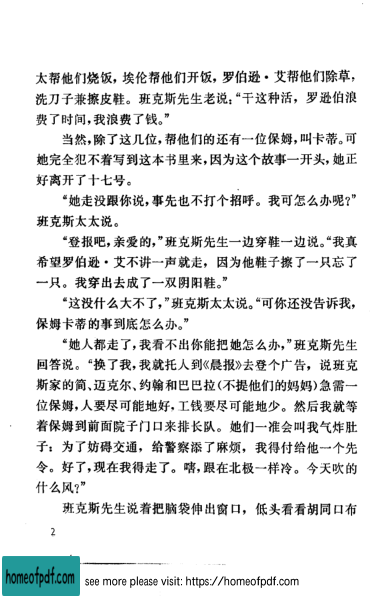 太帮他们烧饭，埃伦帮他们开饭，罗伯逊·艾帮他们除草，
洗刀子兼擦皮鞋。班克斯先生老说：“干这种活，罗逊伯浪
费了时间，我浪费了钱。”
当然，除了这几位，帮他们的还有一位保姆，叫卡蒂。可
她完全犯不着写到这本书里来，因为这个故事一开头，她正
好离开了十七号。
“她走没跟你说，事先也不打个招呼。我可怎么办呢？”
班克斯太太说。
“登报吧，亲爱的，”班克斯先生一边穿鞋一边说。“我真
希望罗伯逊·艾不讲一声就走，因为他鞋子擦了一只忘了
一只。我穿出去成了一双阴阳鞋。”
“这没什么大不了，”班克斯太太说。“可你还没告诉我，
保姆卡蒂的事到底怎么办。”
“她人都走了，我看不出你能把她怎么办，”班克斯先生
回答说。“换了我，我就托人到《晨报》去登个广告，说班克
斯家的简、迈克尔、约翰和巴巴拉（不提他们的妈妈）急需一
位保姆，人要尽可能地好，工钱要尽可能地少。然后我就等
着保姆到前面院子门口来排长队。她们一准会叫我气炸肚
子：为了妨碍交通，给警察添了麻烦，我得付给他一个先
令。好了，现在我得走了。嗐，跟在北极一样冷。今天吹的
什么风？”
班克斯先生说着把脑袋伸出窗口，低头看看胡同口布
2
homeofpdf.com
see more please visit: https://homeofpdf.com